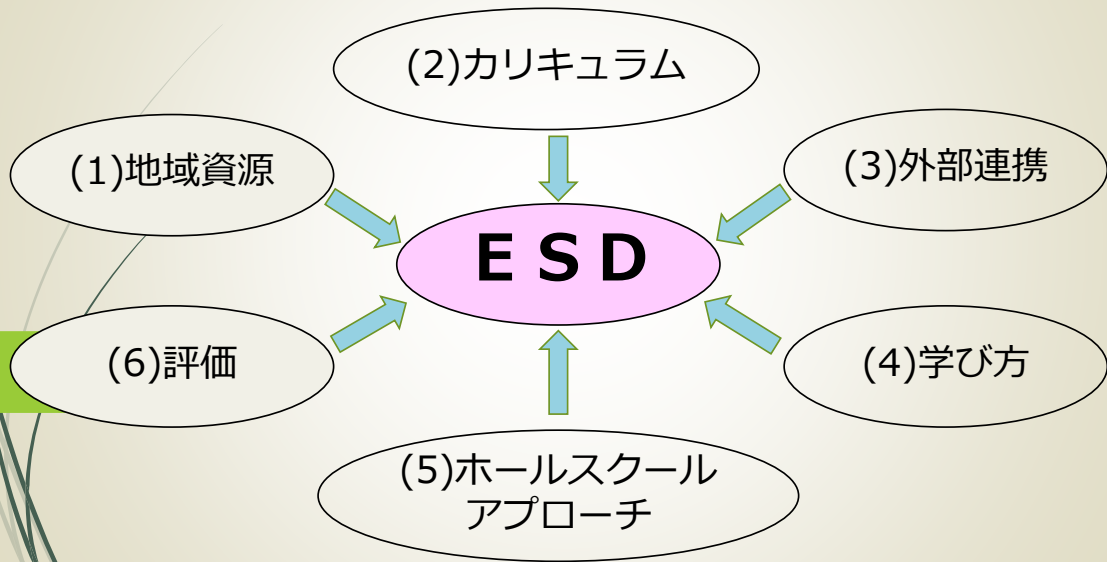 (2)カリキュラム
(1)地域資源
(3)外部連携
ＥＳＤ
(6)評価
(4)学び方
(5)ホールスクール
アプローチ